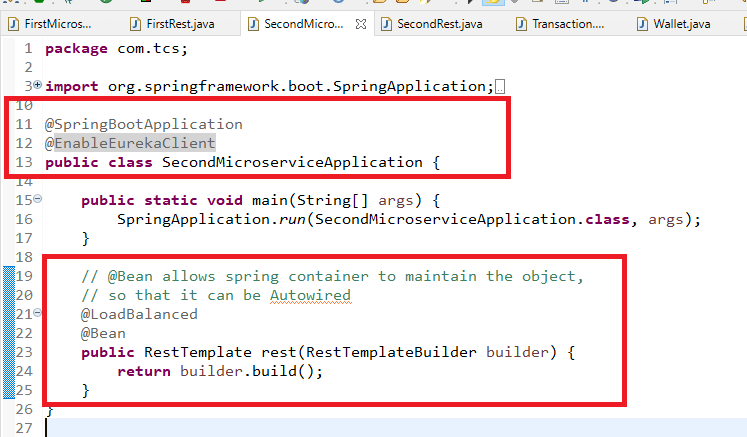 FirstMicros...
FirstRest.java
SecondMicro...
SecondRest.java
Transaction....
Wallet.java
1 package com.tcs;
2
3 import org.springframework.boot.SpringApplication;
10
11 @SpringBootApplication
12 @EnableEurekaClient
13 public class SecondMicroserviceApplication {
14
15 public static void main(String[] args) {
16 SpringApplication.run(SecondMicroserviceApplication.class, args);
17 }
18
19 // @Bean allows spring container to maintain the object,
20 // so that it can be Autowired
21 @LoadBalanced
22 @Bean
23 public RestTemplate rest(RestTemplateBuilder builder) {
24 return builder.build();
25 }
26 }
27